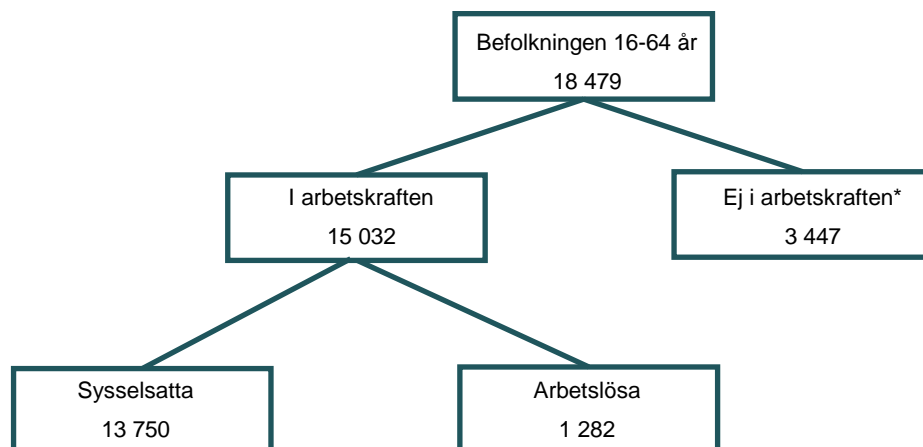 Befolkningen 16-64 år
18 479
I arbetskraften
15 032
Ej i arbetskraften*
3 447
Sysselsatta
13 750
Arbetslösa
1 282